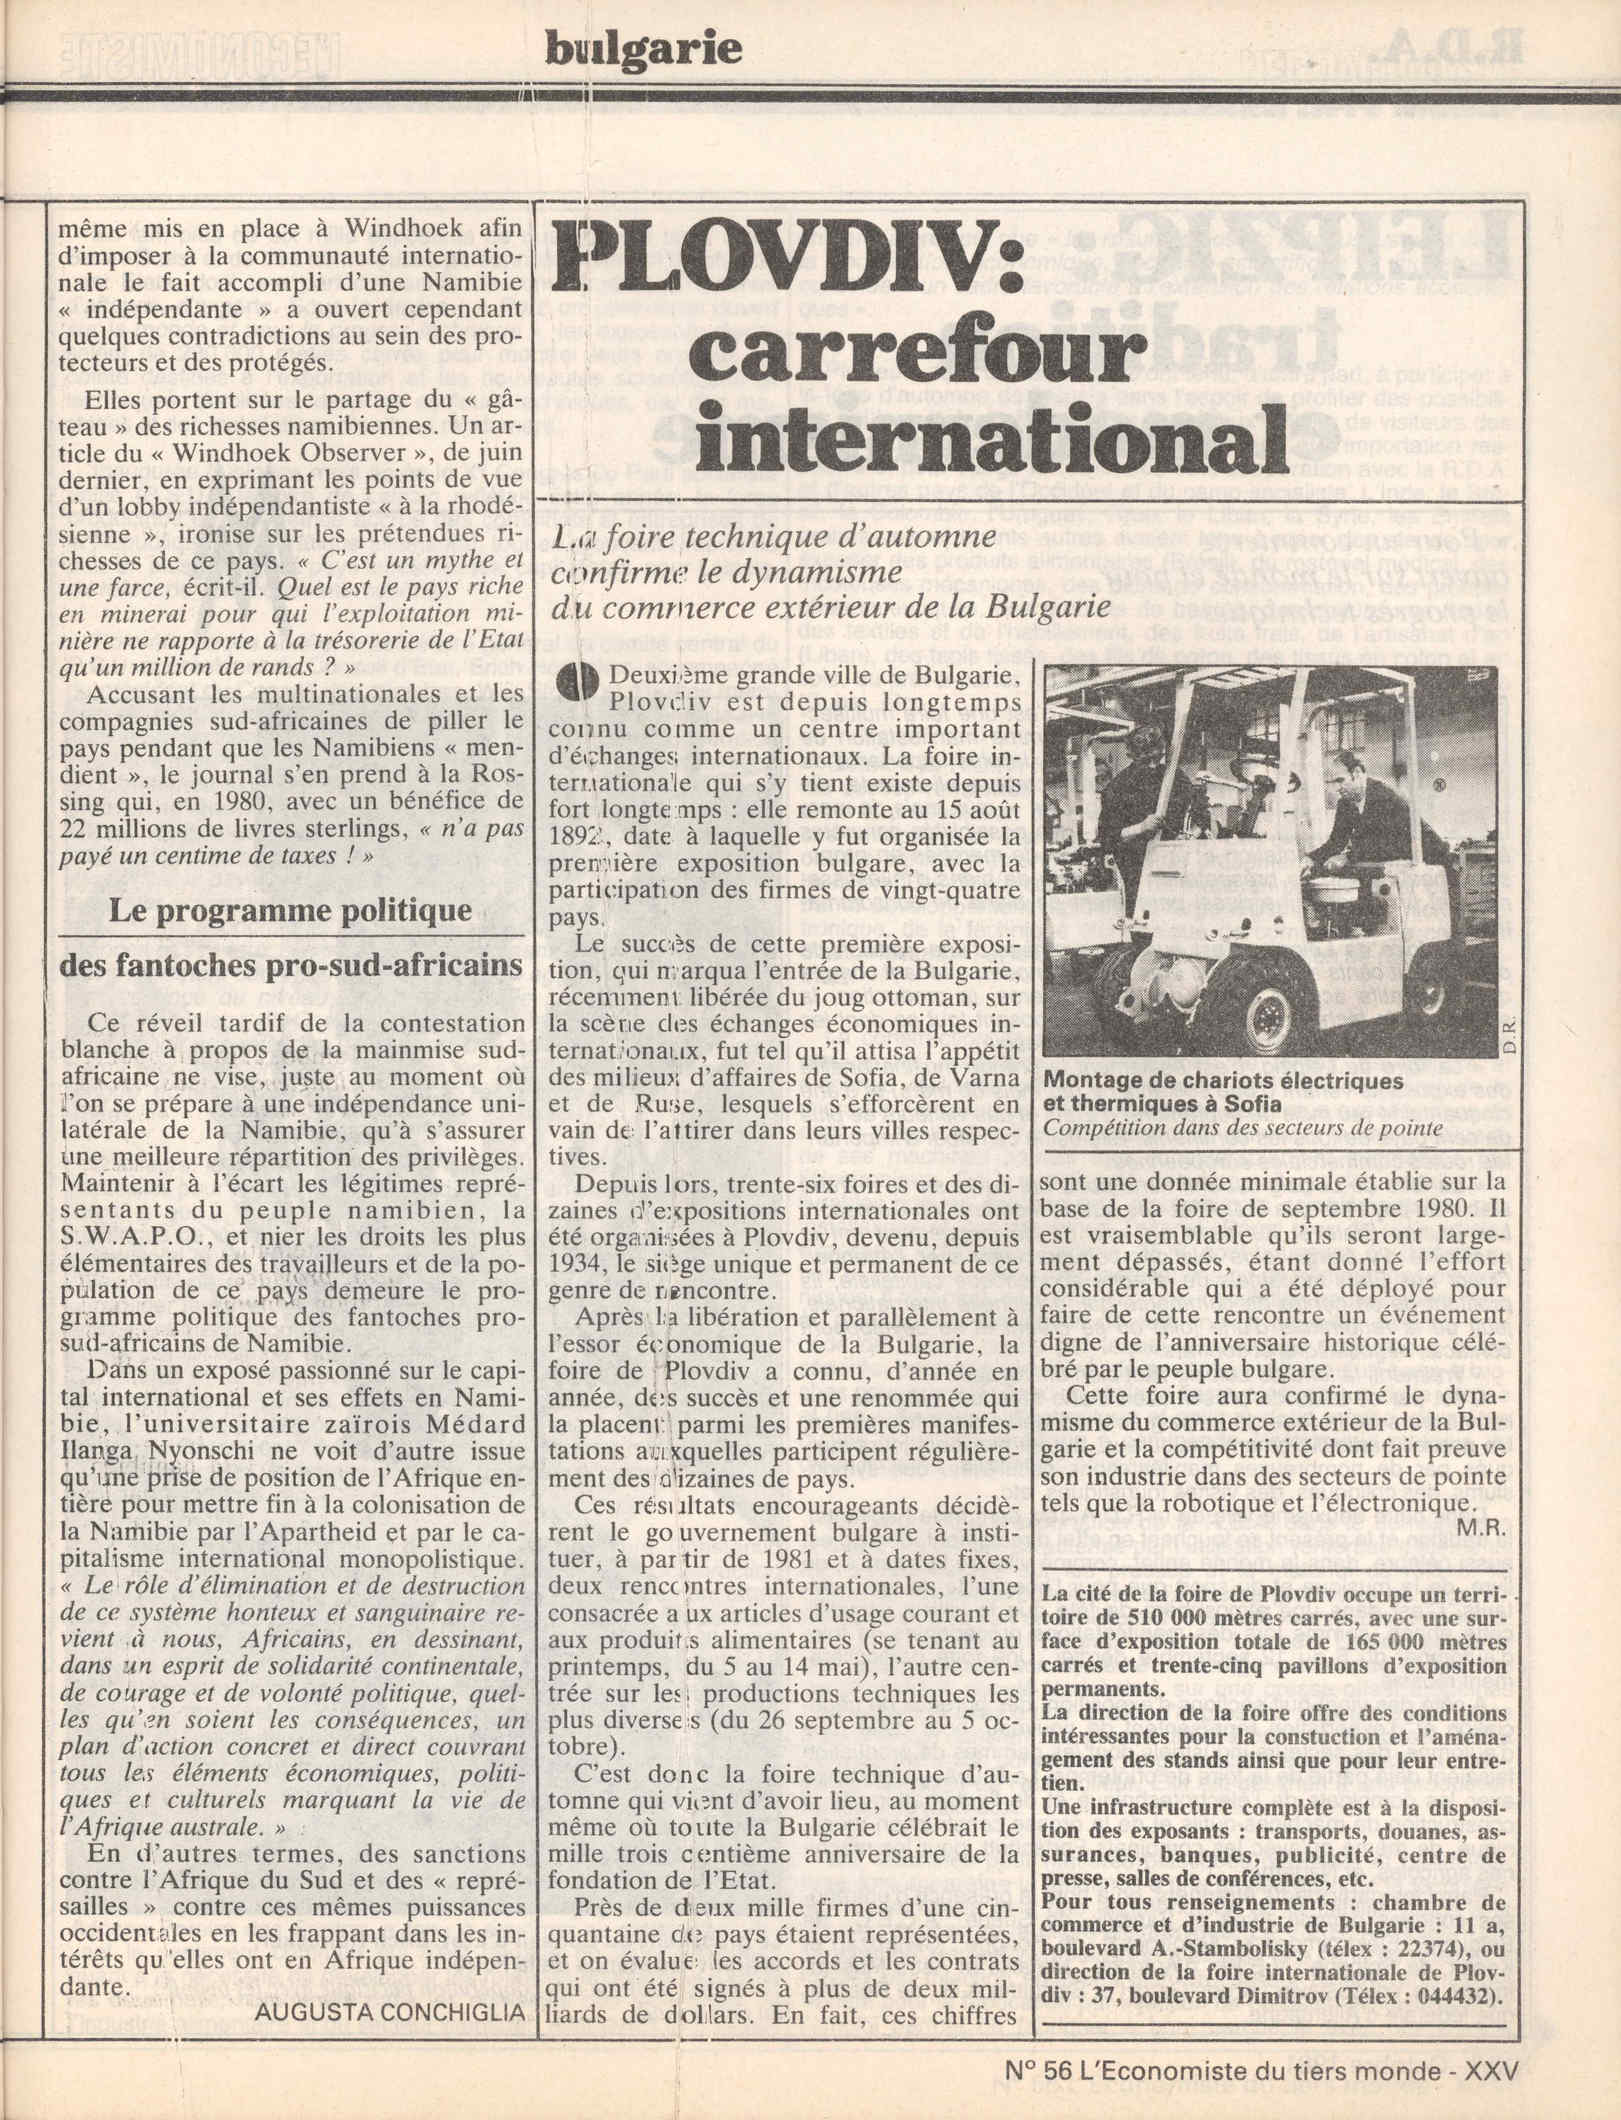 bulgarie
même mis en place à Windhoek afin
d'imposer à la communauté internatio-
nale le fait accompli d'une Namibie
« indépendante » a ouvert cependant
quelques contradictions au sein des pro-
tecteurs et des protégés.
Elles portent sur le partage du « gâ-
teau » des richesses namibiennes. Un ar-
ticle du « Windhoek Observer », de juin
dernier, en exprimant les points de vue
d'un lobby indépendantiste « à la rhodé-
sienne », ironise sur les prétendues ri-
chesses de ce pays. « C'est un mythe et
une farce, écrit-il. Quel est le pays riche
en minerai pour qui l'exploitation mi-
nière ne rapporte à la trésorerie de l'Etat
qu'un million de rands ? »
Accusant les multinationales et les
compagnies sud-africaines de piller le
pays pendant que les Namibiens « men-
dient », le journal s'en prend à la Ros-
sing qui, en 1980, avec un bénéfice de
22 millions de livres sterlings, « n'a pas
payé un centime de taxes ! »
Le programme politique
des fantoches pro-sud-africains
Ce réveil tardif de la contestation
blanche à propos de la mainmise sud-
africaine ne vise, juste au moment où
l'on se prépare à une indépendance uni-
latérale de la Namibie, qu'à s'assurer
une meilleure répartition des privilèges.
Maintenir à l'écart les légitimes repré-
sentants du peuple namibien, la
S.W.A.P.O., et nier les droits les plus
élémentaires des travailleurs et de la po-
pulation de ce pays demeure le pro-
gramme politique des fantoches pro-
sud-africains de Namibie.
Dans un exposé passionné sur le capi-
tal international et ses effets en Nami-
bie, l'universitaire zaïrois Médard
Ilanga Nyonschi ne voit d'autre issue
qu'une prise de position de l'Afrique en-
tière pour mettre fin à la colonisation de
la Namibie par l'Apartheid et par le ca-
pitalisme international monopolistique.
« Le rôle d'élimination et de destruction
de ce système honteux et sanguinaire re-
vient à nous, Africains, en dessinant,
dans un esprit de solidarité continentale,
de courage et de volonté politique, quel-
les qu'en soient les conséquences, un
plan d'action concret et direct couvrant
tous les éléments économiques, politi-
ques et culturels marquant la vie de
l'Afrique australe. »
En d'autres termes, des sanctions
contre l'Afrique du Sud et des « repré-
sailles » contre ces mêmes puissances
occidentales en les frappant dans les in-
térêts qu'elles ont en Afrique indépen-
dante.
AUGUSTA CONCHIGLIA
PLOVDIV:
carrefour
international
La foire technique d'automne
confirme le dynamisme
du commerce extérieur de la Bulgarie
Deuxième grande ville de Bulgarie,
Plovdiv est depuis longtemps
connu comme un centre important
d'échanges internationaux. La foire in-
ternationale qui s'y tient existe depuis
fort longtemps : elle remonte au 15 août
1892, date à laquelle y fut organisée la
première exposition bulgare, avec la
participation des firmes de vingt-quatre
pays.
Le succès de cette première exposi-
tion, qui marqua l'entrée de la Bulgarie,
récemment libérée du joug ottoman, sur
la scène des échanges économiques in-
ternationaux, fut tel qu'il attisa l'appétit
des milieux d'affaires de Sofia, de Varna
et de Ruse, lesquels s'efforcèrent en
vain de l'attirer dans leurs villes respec-
tives.
Depuis lors, trente-six foires et des di-
zaines d'expositions internationales ont
été organisées à Plovdiv, devenu, depuis
1934, le siège unique et permanent de ce
genre de rencontre.
Après la libération et parallèlement à
l'essor économique de la Bulgarie, la
foire de Plovdiv a connu, d'année en
année, des succès et une renommée qui
la placent parmi les premières manifes-
tations auxquelles participent régulière-
ment des dizaines de pays.
Ces résultats encourageants décidè-
rent le gouvernement bulgare à insti-
tuer, à partir de 1981 et à dates fixes,
deux rencontres internationales, l'une
consacrée aux articles d'usage courant et
aux produits alimentaires (se tenant au
printemps, du 5 au 14 mai), l'autre cen-
trée sur les productions techniques les
plus diverses (du 26 septembre au 5 oc-
tobre).
C'est donc la foire technique d'au-
tomne qui vient d'avoir lieu, au moment
même où toute la Bulgarie célébrait le
mille trois centième anniversaire de la
fondation de l'Etat.
Près de deux mille firmes d'une cin-
quantaine de pays étaient représentées,
et on évalue les accords et les contrats
qui ont été signés à plus de deux mil-
liards de dollars. En fait, ces chiffres
D.R.
Montage de chariots électriques
et thermiques à Sofia
Compétition dans des secteurs de pointe
sont une donnée minimale établie sur la
base de la foire de septembre 1980. Il
est vraisemblable qu'ils seront large-
ment dépassés, étant donné l'effort
considérable qui a été déployé pour
faire de cette rencontre un événement
digne de l'anniversaire historique célé-
bré par le peuple bulgare.
Cette foire aura confirmé le dyna-
misme du commerce extérieur de la Bul-
garie et la compétitivité dont fait preuve
son industrie dans des secteurs de pointe
tels que la robotique et l'électronique.
M.R.
La cité de la foire de Plovdiv occupe un terri-
toire de 510 000 mètres carrés, avec une sur-
face d'exposition totale de 165 000 mètres
carrés et trente-cinq pavillons d'exposition
permanents.
La direction de la foire offre des conditions
intéressantes pour la constuction et l'aména-
gement des stands ainsi que pour leur entre-
tien.
Une infrastructure complète est à la disposi-
tion des exposants : transports, douanes, as-
surances, banques, publicité, centre de
presse, salles de conférences, etc.
Pour tous renseignements : chambre de
commerce et d'industrie de Bulgarie : 11 a,
boulevard A.-Stambolisky (télex : 22374), ou
direction de la foire internationale de Plov-
div : 37, boulevard Dimitrov (Télex : 044432).
N° 56 L'Economiste du tiers monde - XXV